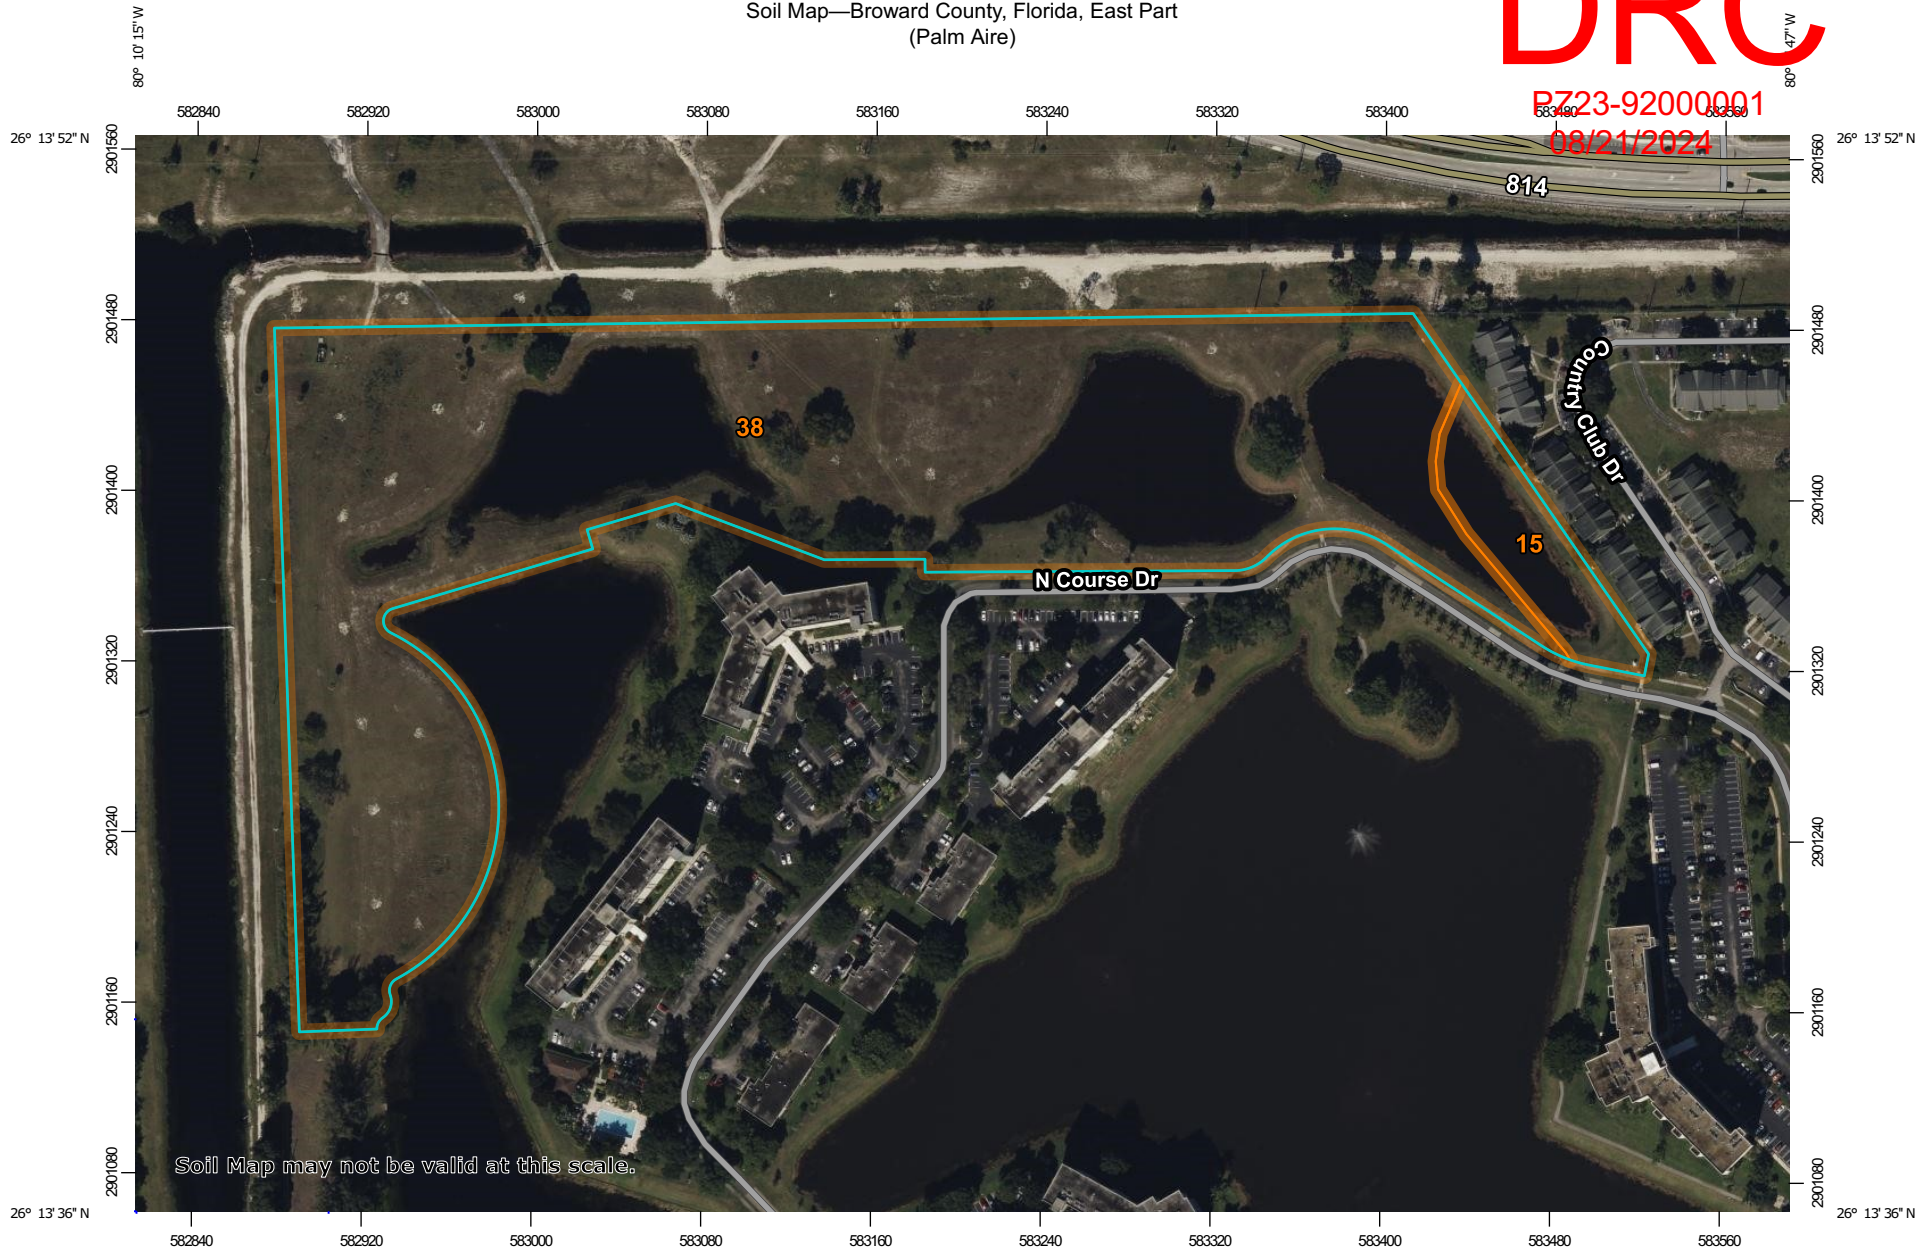 Soil Map—Broward County, Florida, East Part
(Palm Aire)
DRC
PZ23-92000001
08/21/2024
80° 10' 15" W
47" W
582840 582920 583000 583080 583160 583240 583320 583400 583480 583560
26° 13' 52" N
26° 13' 52" N
2901560
2901560
814
2901480
2901480
Country Club Dr
38
2901400
2901400
15
N Course Dr
2901320
2901320
2901240
2901240
2901160
2901160
2901080
2901080
Soil Map may not be valid at this scale.
26° 13' 36" N
26° 13' 36" N
582840 582920 583000 583080 583160 583240 583320 583400 583480 583560